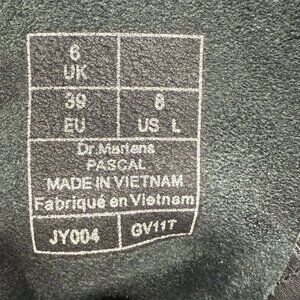 6
UK
39 8
EU US L
Dr.Martens
PASCAL
MADE IN VIETNAM
Fabriqué en Vietnam
JY004 GV11T